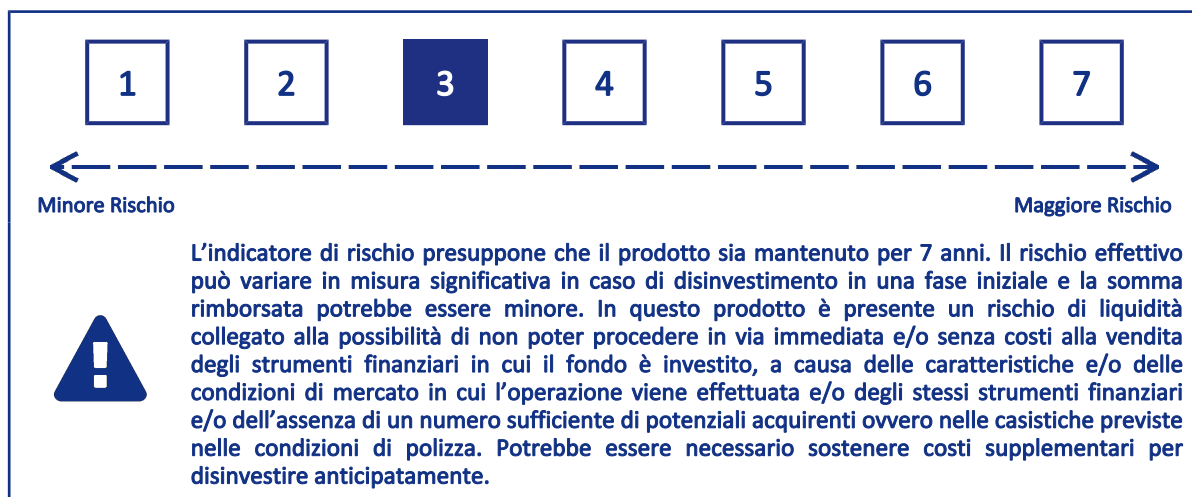 1 2 3 4 5 6 7
Minore Rischio Maggiore Rischio
L'indicatore di rischio presuppone che il prodotto sia mantenuto per 7 anni. Il rischio effettivo
può variare in misura significativa in caso di disinvestimento in una fase iniziale e la somma
rimborsata potrebbe essere minore. In questo prodotto è presente un rischio di liquidità
collegato alla possibilità di non poter procedere in via immediata e/o senza costi alla vendita
degli strumenti finanziari in cui il fondo è investito, a causa delle caratteristiche e/o delle
condizioni di mercato in cui l'operazione viene effettuata e/o degli stessi strumenti finanziari
e/o dell'assenza di un numero sufficiente di potenziali acquirenti ovvero nelle casistiche previste
nelle condizioni di polizza. Potrebbe essere necessario sostenere costi supplementari per
disinvestire anticipatamente.